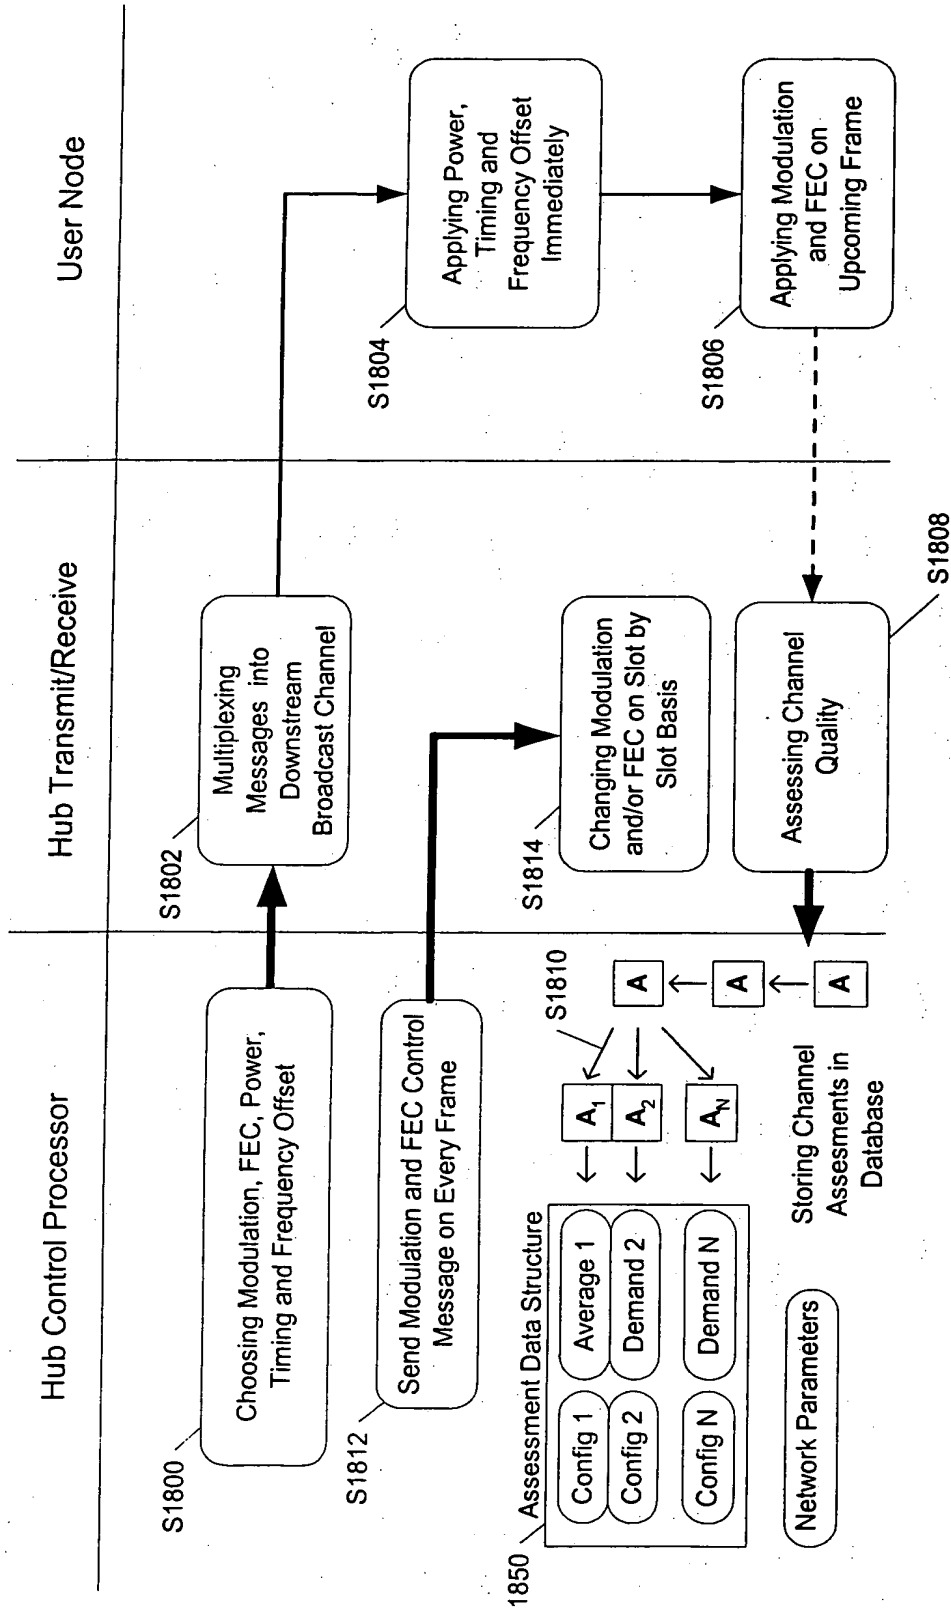 Hub Control Processor
Hub Transmit/Receive
User Node
S1800
Choosing Modulation, FEC, Power,
Timing and Frequency Offset
S1802
Multiplexing
Messages into
Downstream
Broadcast Channel
S1804
Applying Power,
Timing and
Frequency Offset
Immediately
S1812
Send Modulation and FEC Control
Message on Every Frame
S1814
Changing Modulation
and/or FEC on Slot by
Slot Basis
S1806
Applying Modulation
and FEC on
Upcoming Frame
Assessing Channel
Quality
S1808
1850
Assessment Data Structure
Config 1
Average 1
A1
Config 2
Demand 2
A2
Config N
Demand N
AN
S1810
A
A
A
Storing Channel
Assesments in
Database
Network Parameters